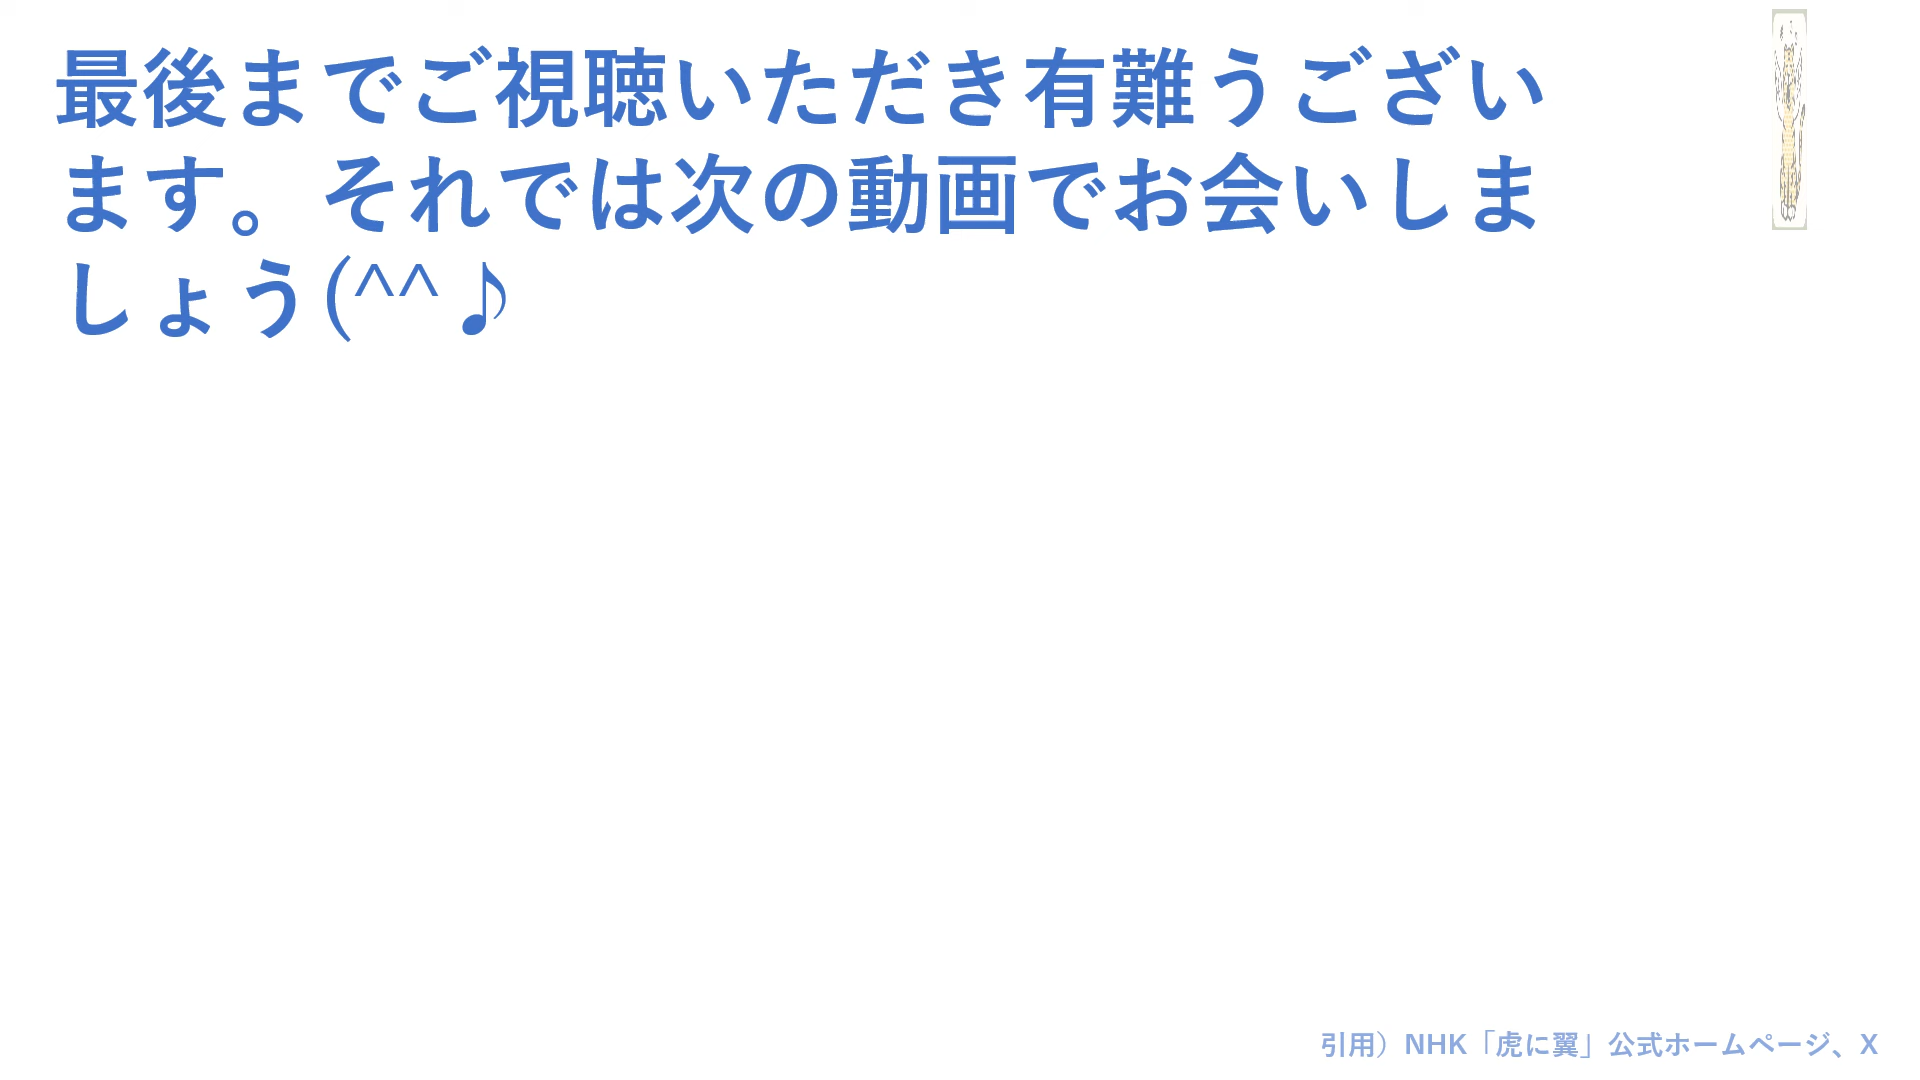 最後までご視聴いただき有難うござい
ます。それでは次の動画でお会いしま
しょう(^^♪
引用）NHK「虎に翼」公式ホームページ、X